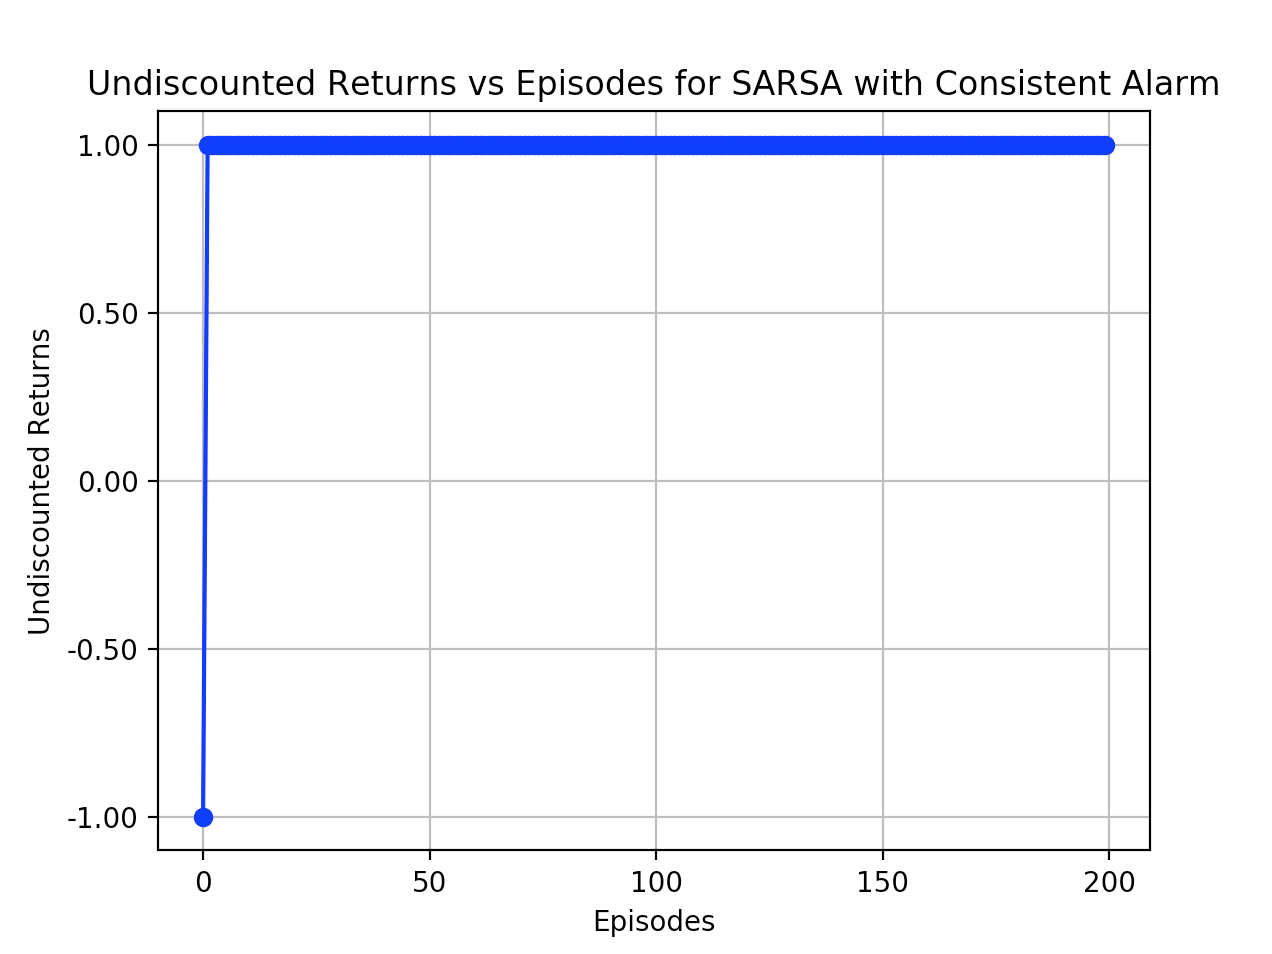 Undiscounted Returns vs Episodes for SARSA with Consistent Alarm
1.00
0.50
0.00
-0.50
-1.00
Undiscounted Returns
0 50 100 150 200
Episodes